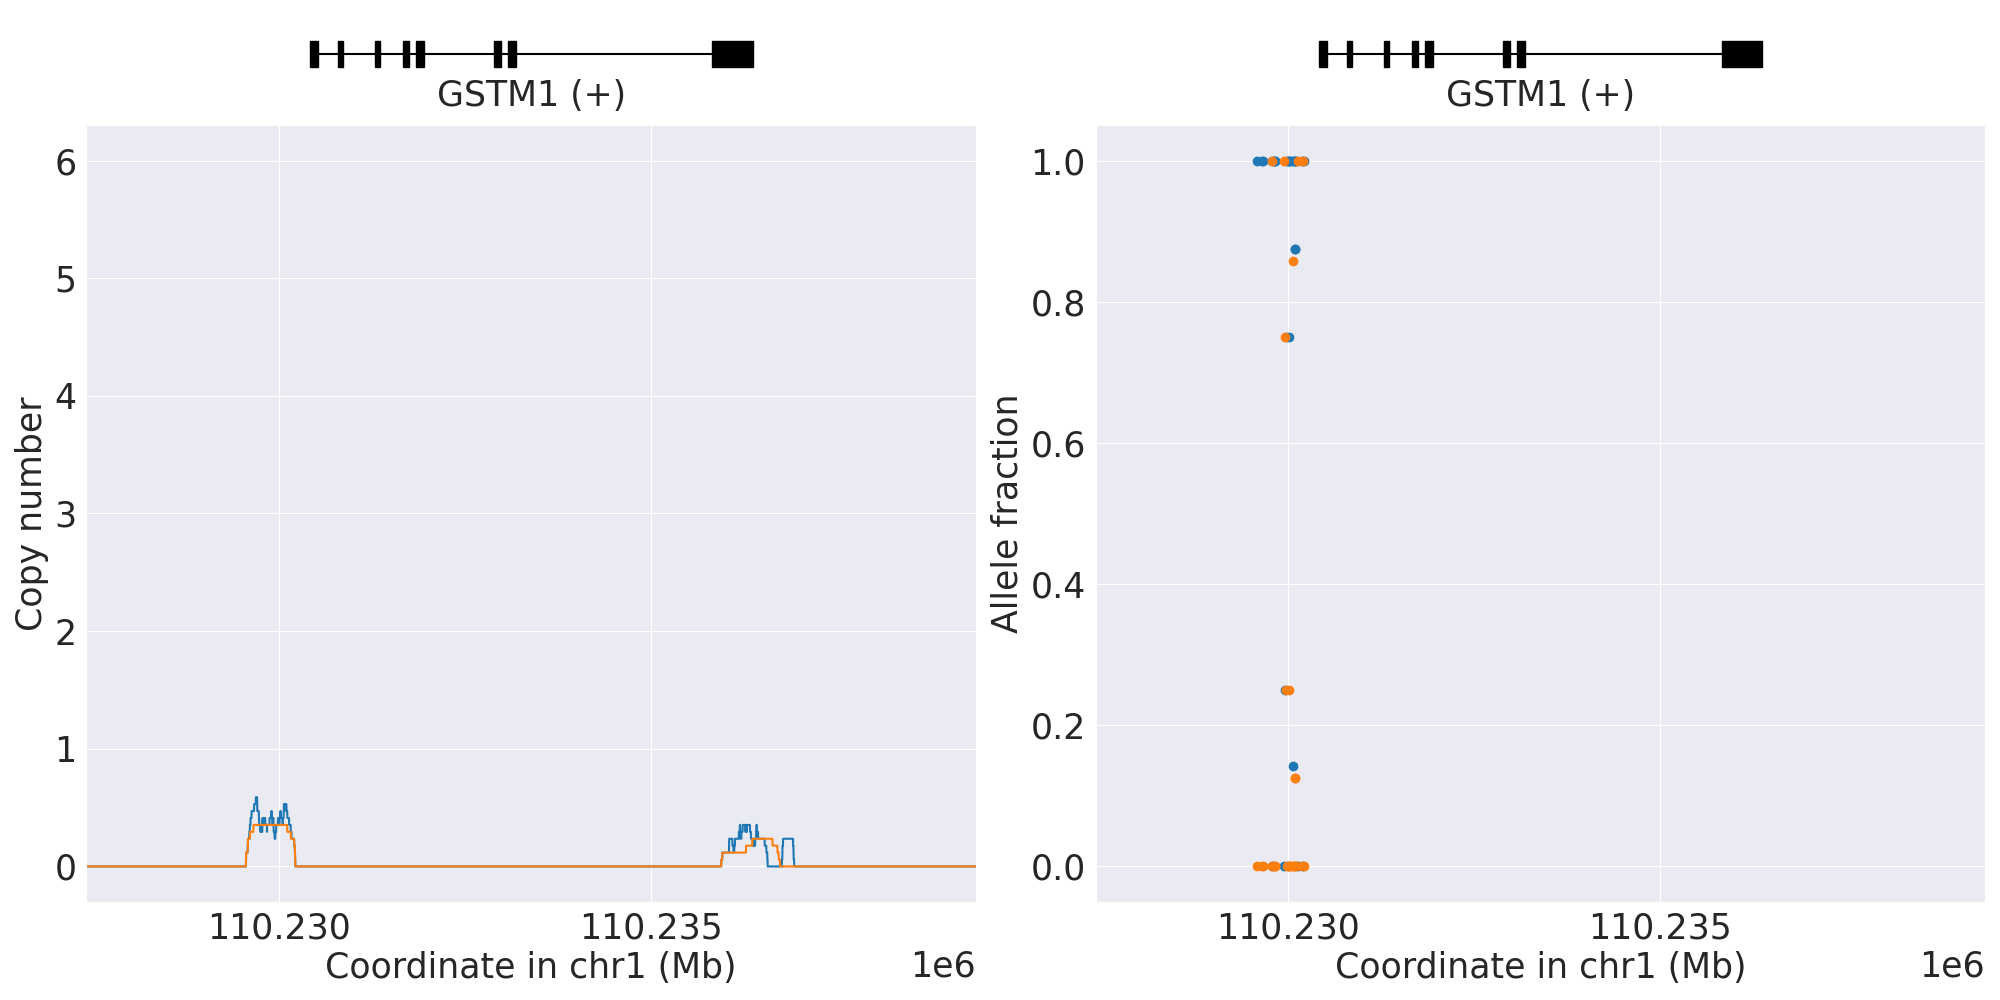 GSTM1 (+)
6
5
4
3
2
1
0
Copy number
110.230
110.235
Coordinate in chr1 (Mb)
1e6
GSTM1 (+)
1.0
0.8
0.6
0.4
0.2
0.0
Allele fraction
110.230
110.235
Coordinate in chr1 (Mb)
1e6